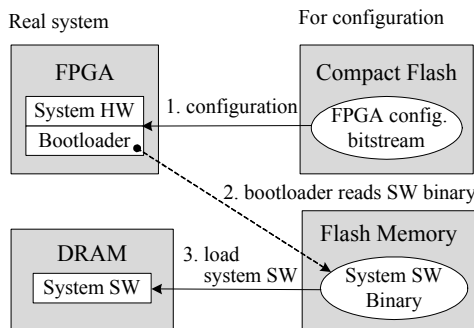 Real system
For configuration
FPGA
Compact Flash
System HW
Bootloader
1. configuration
FPGA config.
bitstream
2. bootloader reads SW binary
DRAM
Flash Memory
3. load
system SW
System SW
System SW
Binary